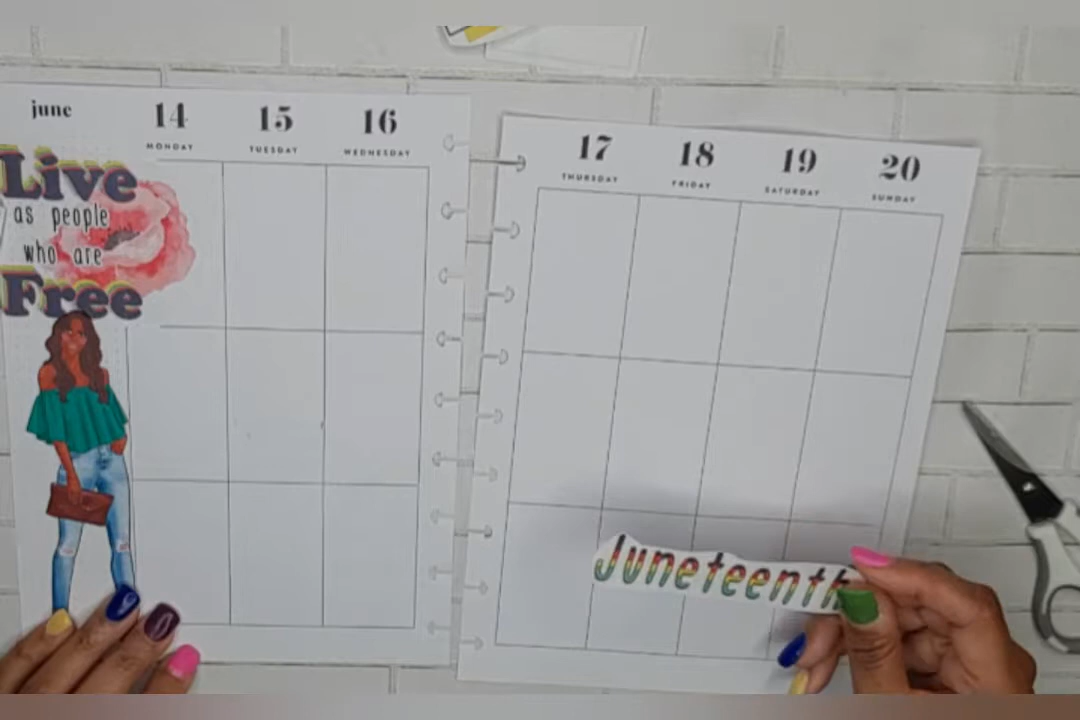 june
14 15 16
MONDAY TUESDAY WEDNESDAY
17 18 19 20
THURSDAY FRIDAY SATURDAY SUNDAY
Live
as people
who are
Free
Juneteenth